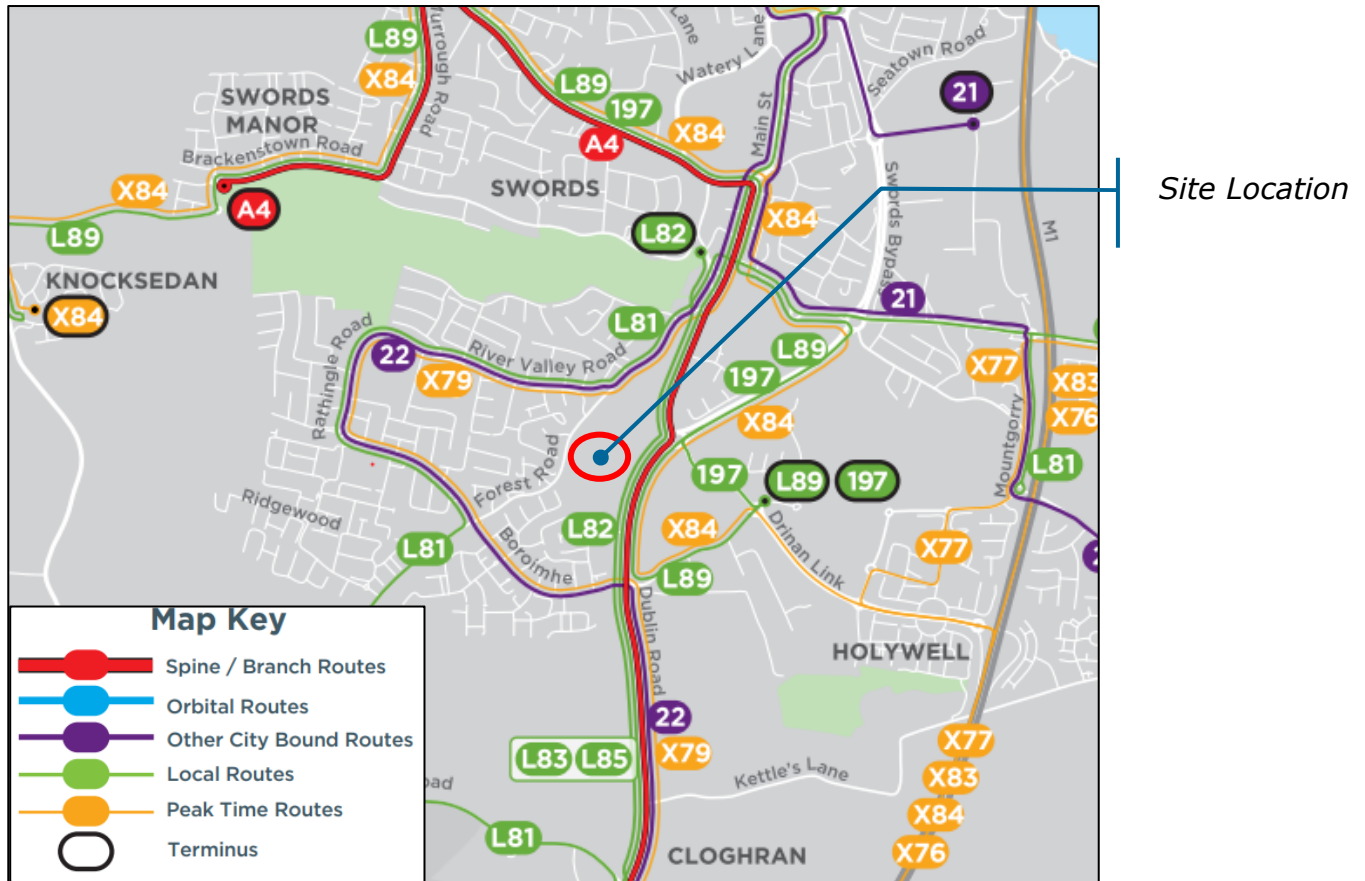 L89
X84
Murrough Road
SWORDS
MANOR
Brackenstown Road
X84
A4
L89
KNOCKSEDAN
X84
L89
197
X84
A4
SWORDS
Lane
Watery Lane
Main St
Seatown Road
21
Swords Bypass
M1
Site Location
L82
X84
21
L81
River Valley Road
Rathingle Road
22
X79
L89
197
X84
X77
X83
X76
Mountgorry
L81
Forest Road
197
L89
197
Ridgewood
L81
Boroimhe
L82
X84
L89
Drinan Link
X77
Dublin Road
HOLYWELL
22
X79
L83
L85
Kettle's Lane
X77
X83
X84
X76
L81
CLOGHRAN
Map Key
Spine / Branch Routes
Orbital Routes
Other City Bound Routes
Local Routes
Peak Time Routes
Terminus